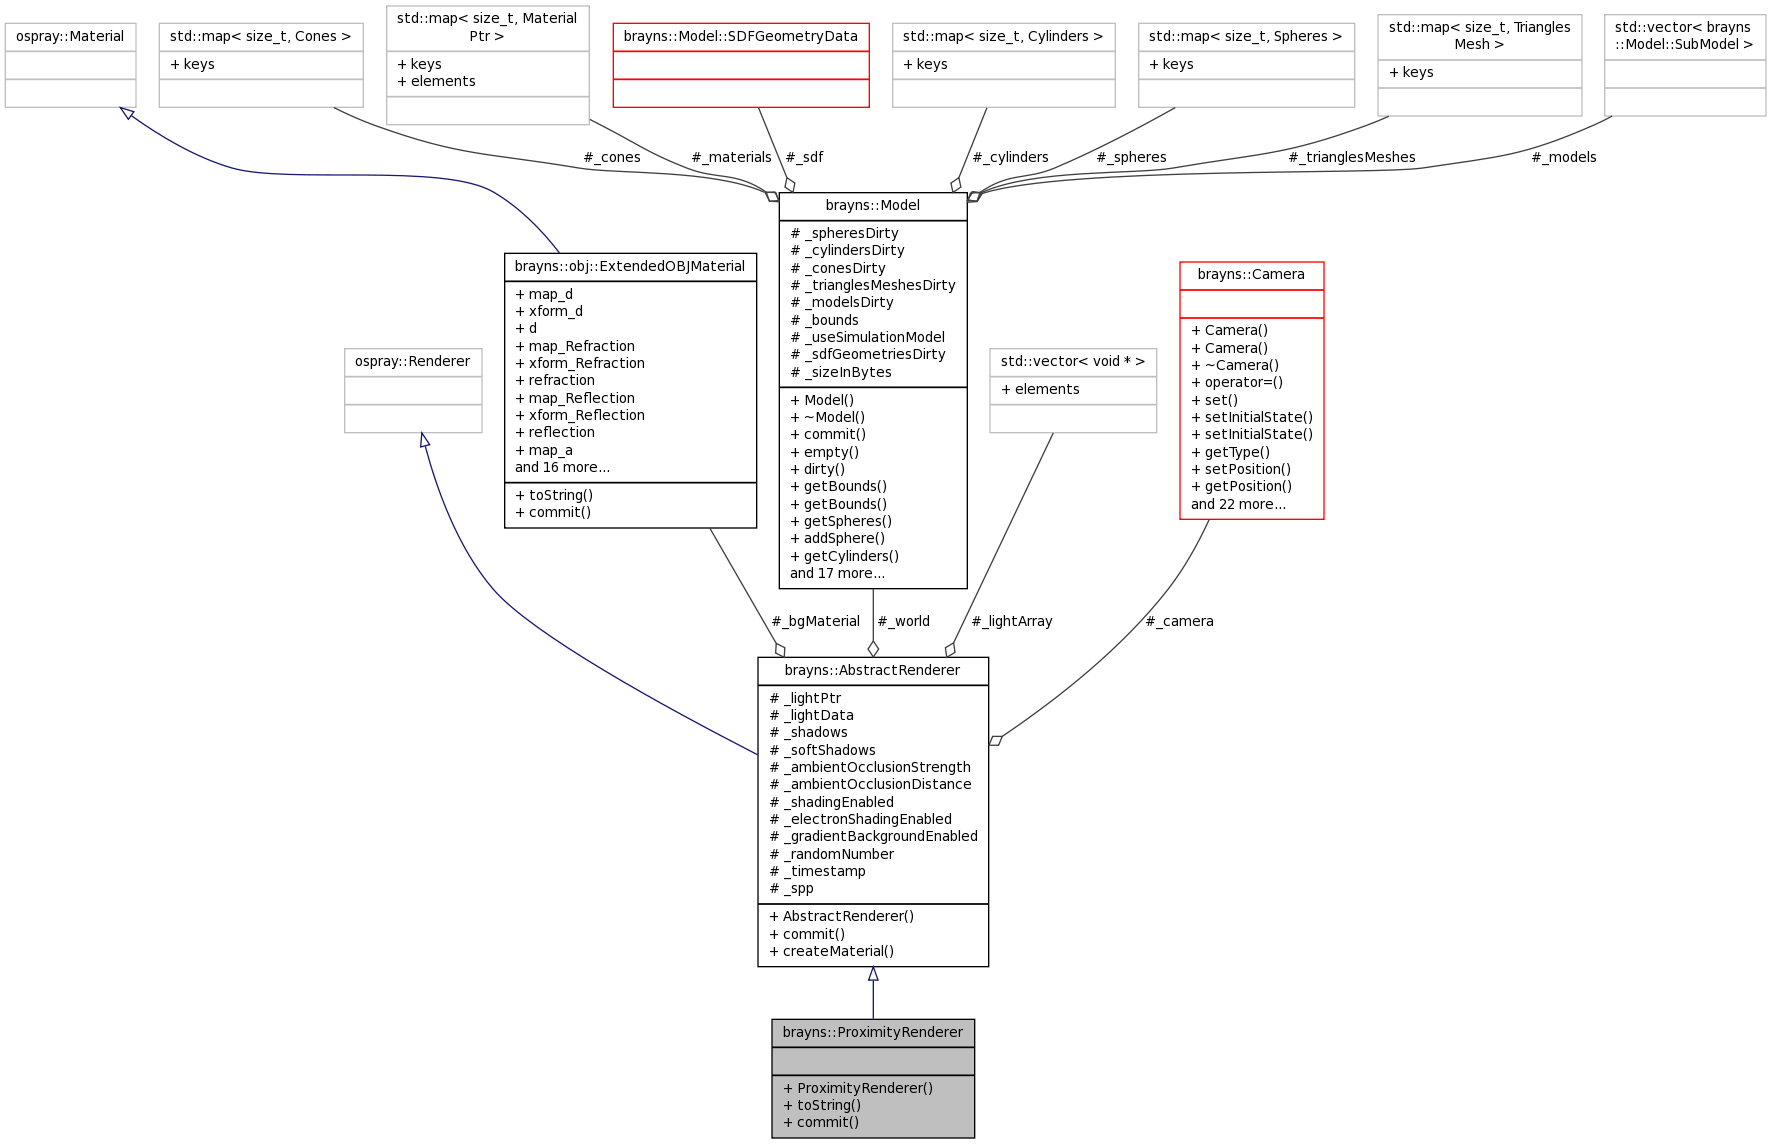 ospray::Material
std::map< size_t, Cones >
+ keys
std::map< size_t, Material
Ptr >
+ keys
+ elements
brayns::Model::SDFGeometryData
std::map< size_t, Cylinders >
+ keys
std::map< size_t, Spheres >
+ keys
std::map< size_t, Triangles
Mesh >
+ keys
std::vector< brayns
::Model::SubModel >
#_cones
#_materials
#_sdf
#_cylinders
#_spheres
#_trianglesMeshes
#_models
brayns::Model
# _spheresDirty
# _cylindersDirty
# _conesDirty
# _trianglesMeshesDirty
# _modelsDirty
# _bounds
# _useSimulationModel
# _sdfGeometriesDirty
# _sizeInBytes
+ Model()
+ ~Model()
+ commit()
+ empty()
+ dirty()
+ getBounds()
+ getBounds()
+ getSpheres()
+ addSphere()
+ getCylinders()
and 17 more...
brayns::obj::ExtendedOBJMaterial
+ map_d
+ xform_d
+ d
+ map_Refraction
+ xform_Refraction
+ refraction
+ map_Reflection
+ xform_Reflection
+ reflection
+ map_a
and 16 more...
+ toString()
+ commit()
brayns::Camera
+ Camera()
+ Camera()
+ ~Camera()
+ operator=()
+ set()
+ setInitialState()
+ setInitialState()
+ getType()
+ setPosition()
+ getPosition()
and 22 more...
ospray::Renderer
std::vector< void * >
+ elements
#_bgMaterial
#_world
#_lightArray
#_camera
brayns::AbstractRenderer
# _lightPtr
# _lightData
# _shadows
# _softShadows
# _ambientOcclusionStrength
# _ambientOcclusionDistance
# _shadingEnabled
# _electronShadingEnabled
# _gradientBackgroundEnabled
# _randomNumber
# _timestamp
# _spp
+ AbstractRenderer()
+ commit()
+ createMaterial()
brayns::ProximityRenderer
+ ProximityRenderer()
+ toString()
+ commit()